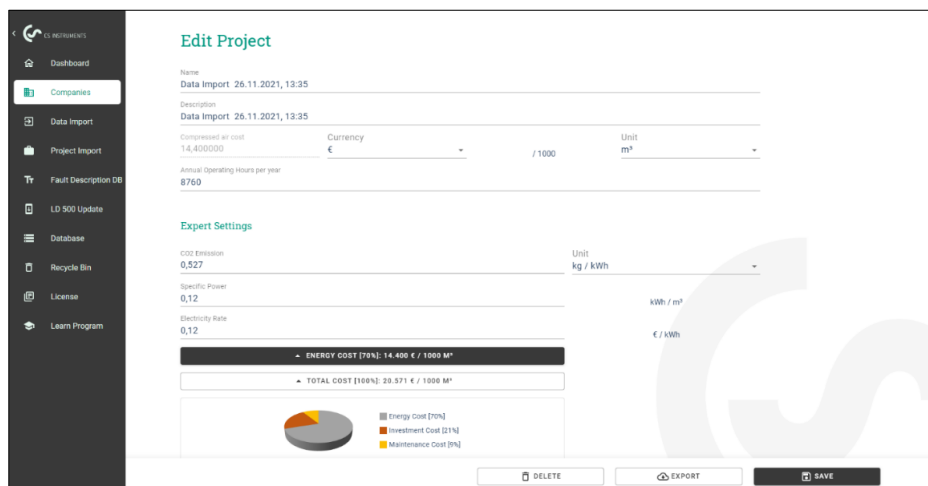 CS INSTRUMENTS
Dashboard
Companies
Data Import
Project Import
Fault Description DB
LD 500 Update
Database
Recycle Bin
License
Learn Program
Edit Project
Name
Data Import 26.11.2021, 13:35
Description
Data Import 26.11.2021, 13:35
Compressed air cost Currency Unit
14,400000 € / 1000 m³
Annual Operating Hours per year
8760
Expert Settings
CO2 Emission Unit
0,527 kg / kWh
Specific Power
0,12 kWh / m³
Electricity Rate
0,12 € / kWh
ENERGY COST [70%]: 14.400 € / 1000 M³
TOTAL COST [100%]: 20.571 € / 1000 M³
Energy Cost [70%]
Investment Cost [21%]
Maintenance Cost [9%]
DELETE EXPORT SAVE